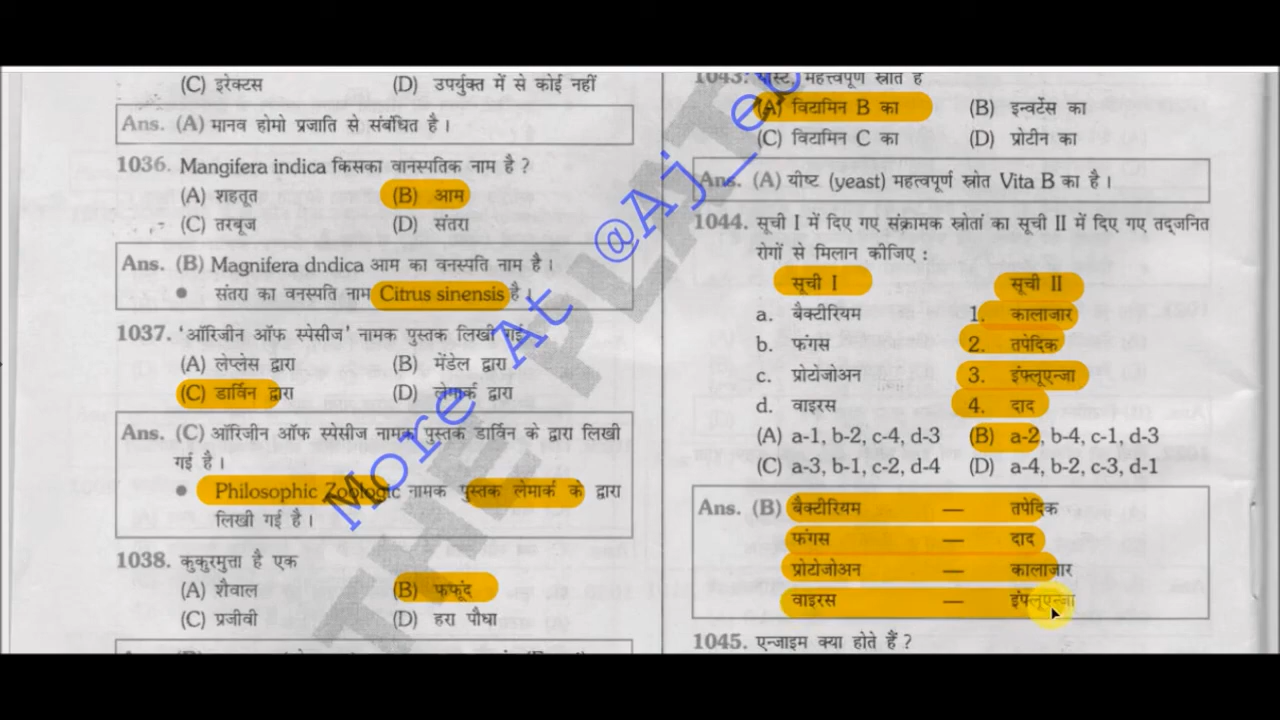 (C) इरेक्टस (D) उपर्युक्त में से कोई नहीं
Ans. (A) मानव होमो प्रजाति से संबंधित है।
1036. Mangifera indica किसका वानस्पतिक नाम है ?
(A) शहतूत (B) आम
(C) तरबूज (D) संतरा
Ans. (B) Magnifera dndica आम का वनस्पति नाम है।
● संतरा का वनस्पति नाम Citrus sinensis है।
1037. 'ऑरिजीन ऑफ स्पेसीज' नामक पुस्तक लिखी गई
(A) लेप्लेस द्वारा (B) मेंडेल द्वारा
(C) डार्विन द्वारा (D) लेमार्क द्वारा
Ans. (C) ऑरिजीन ऑफ स्पेसीज नामक पुस्तक डार्विन के द्वारा लिखी
गई है।
● Philosophic Zoologic नामक पुस्तक लेमार्क के द्वारा
लिखी गई है।
1038. कुकुरमुत्ता है एक
(A) शैवाल (B) फफूंद
(C) प्रजीवी (D) हरा पौधा
1043. यीस्ट, महत्त्वपूर्ण स्रोत है
(A) विटामिन B का (B) इन्वर्टेस का
(C) विटामिन C का (D) प्रोटीन का
Ans. (A) यीष्ट (yeast) महत्वपूर्ण स्रोत Vita B का है।
1044. सूची I में दिए गए संक्रामक स्रोतां का सूची II में दिए गए तद्जनित
रोगों से मिलान कीजिए :
सूची I सूची II
a. बैक्टीरियम 1. कालाजार
b. फंगस 2. तपेदिक
c. प्रोटोजोअन 3. इंफ्लूएन्जा
d. वाइरस 4. दाद
(A) a-1, b-2, c-4, d-3 (B) a-2, b-4, c-1, d-3
(C) a-3, b-1, c-2, d-4 (D) a-4, b-2, c-3, d-1
Ans. (B) बैक्टीरियम — तपेदिक
फंगस — दाद
प्रोटोजोअन — कालाजार
वाइरस — इंफ्लूएन्जा
1045. एन्जाइम क्या होते हैं ?
More At @Aj_eb
THE PLAT